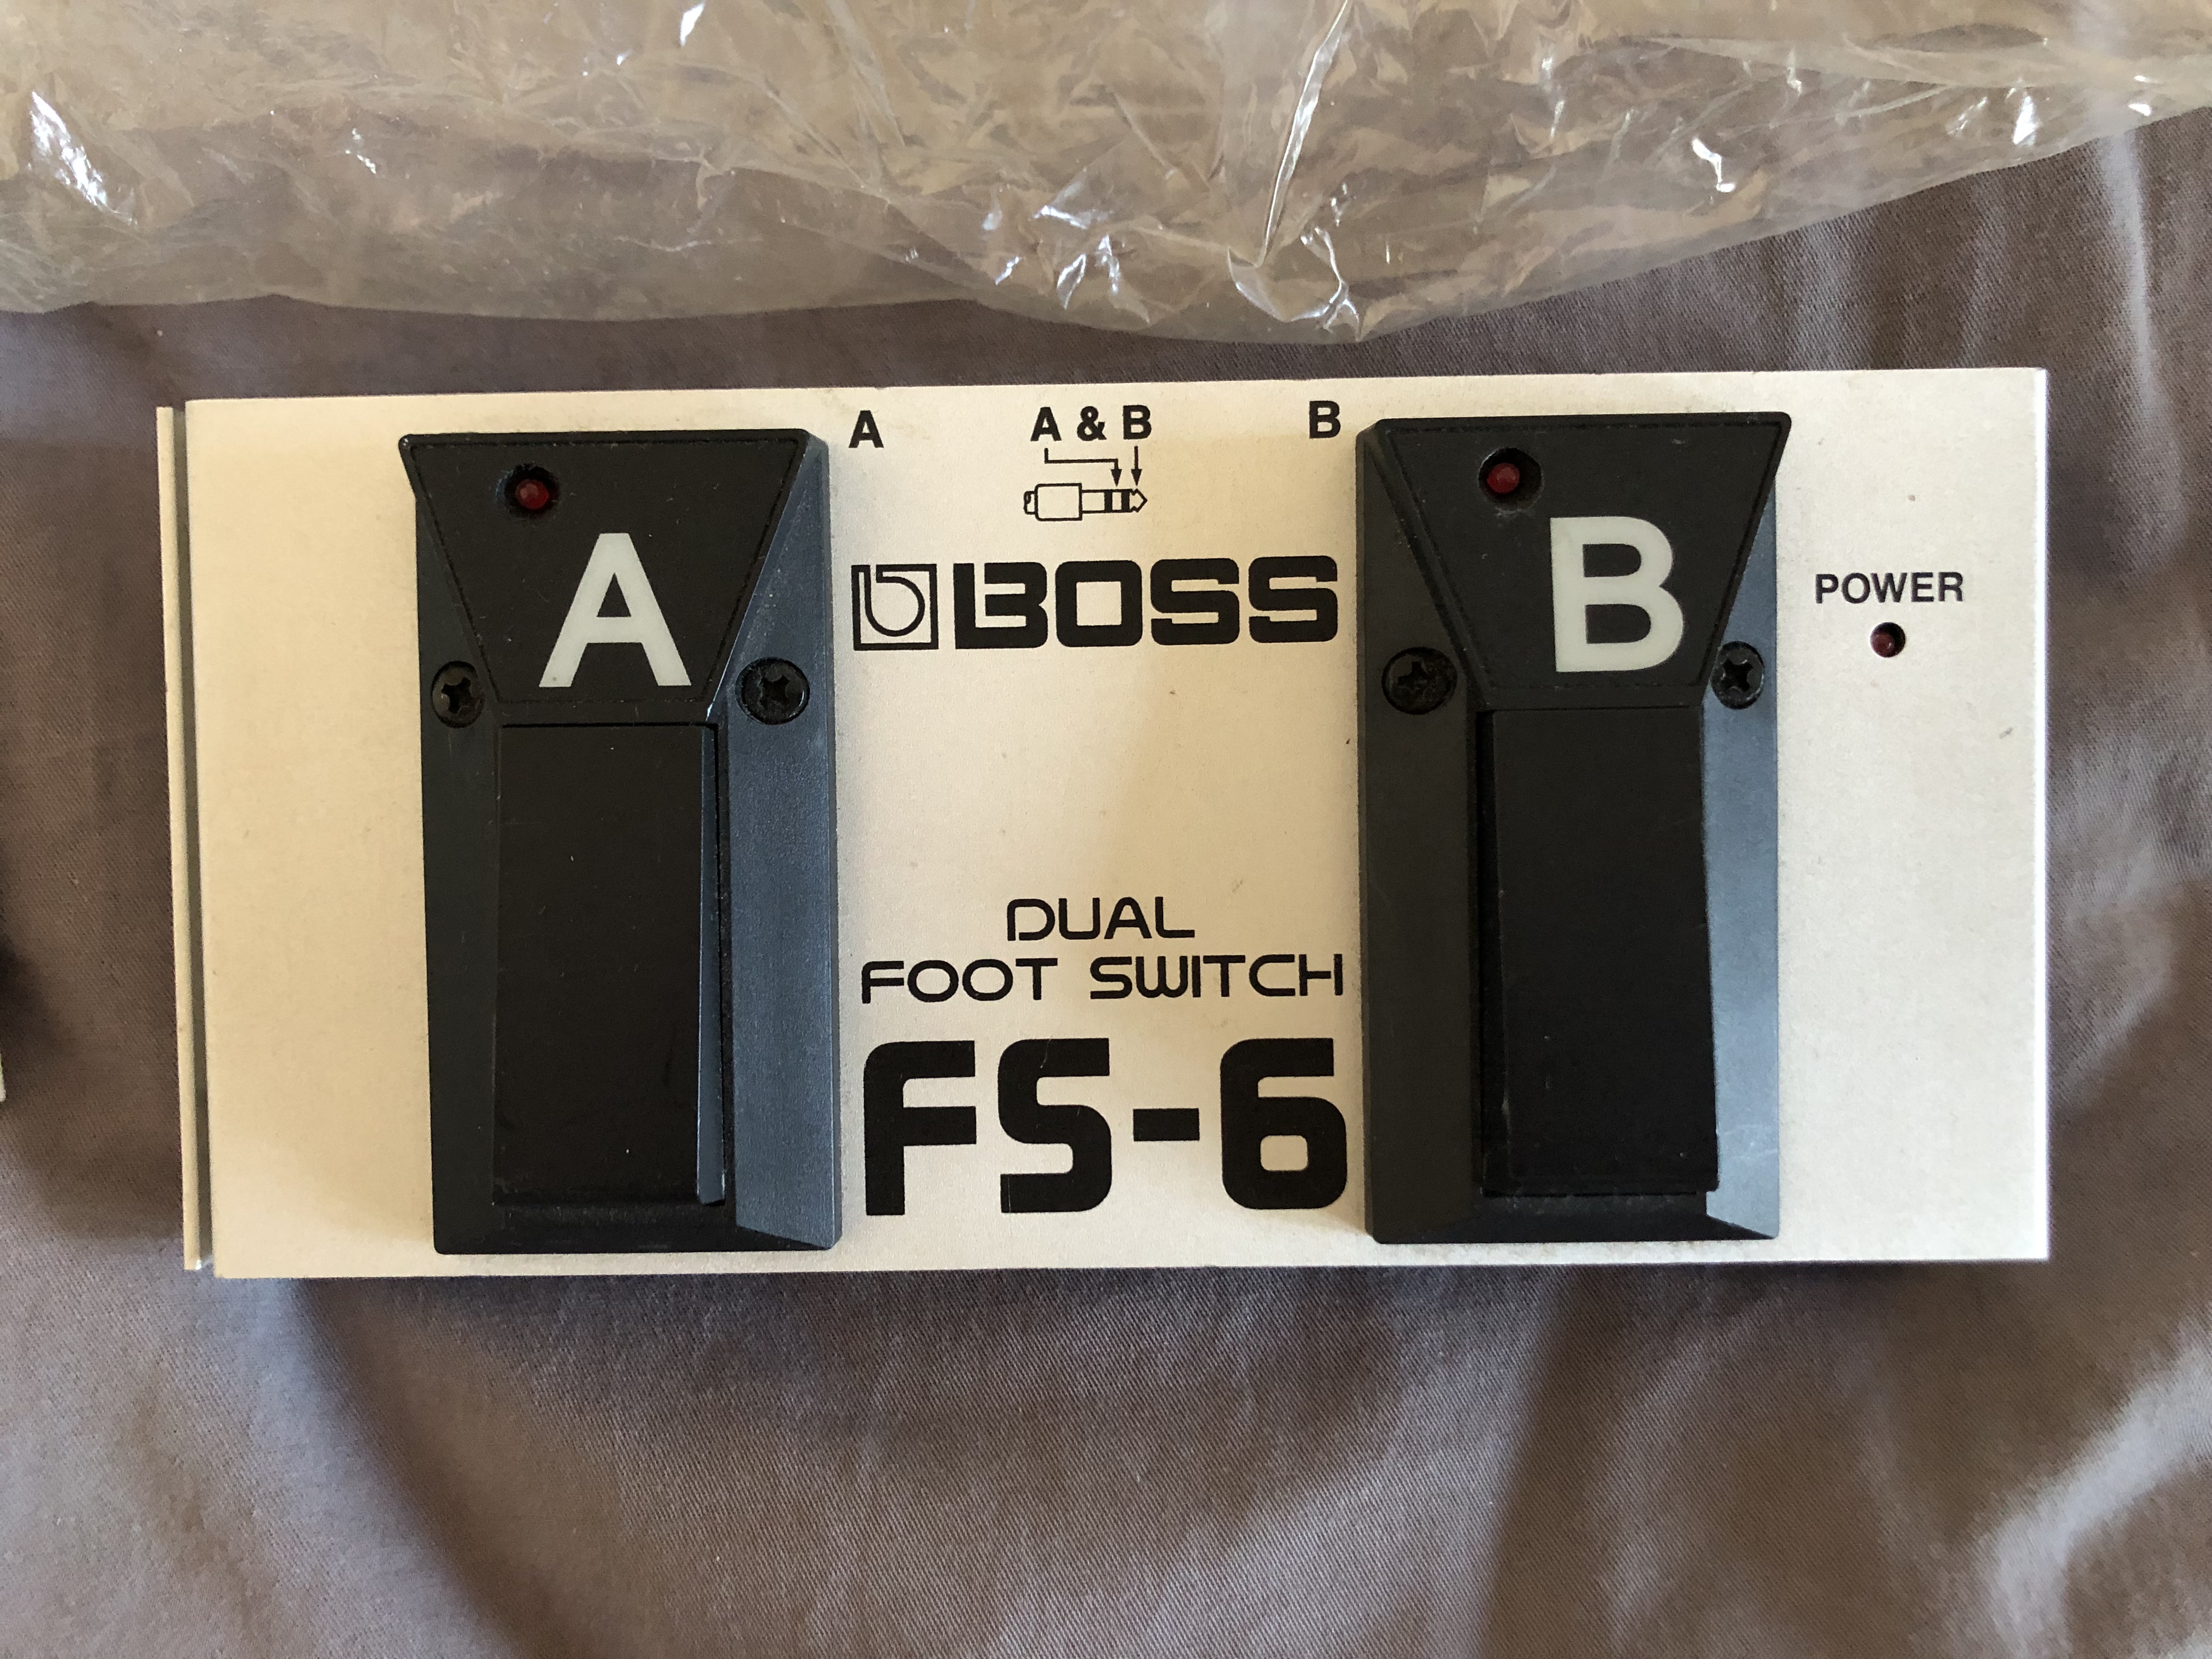 A
A & B
B
A
B
BOSS
POWER
DUAL
FOOT SWITCH
FS-6